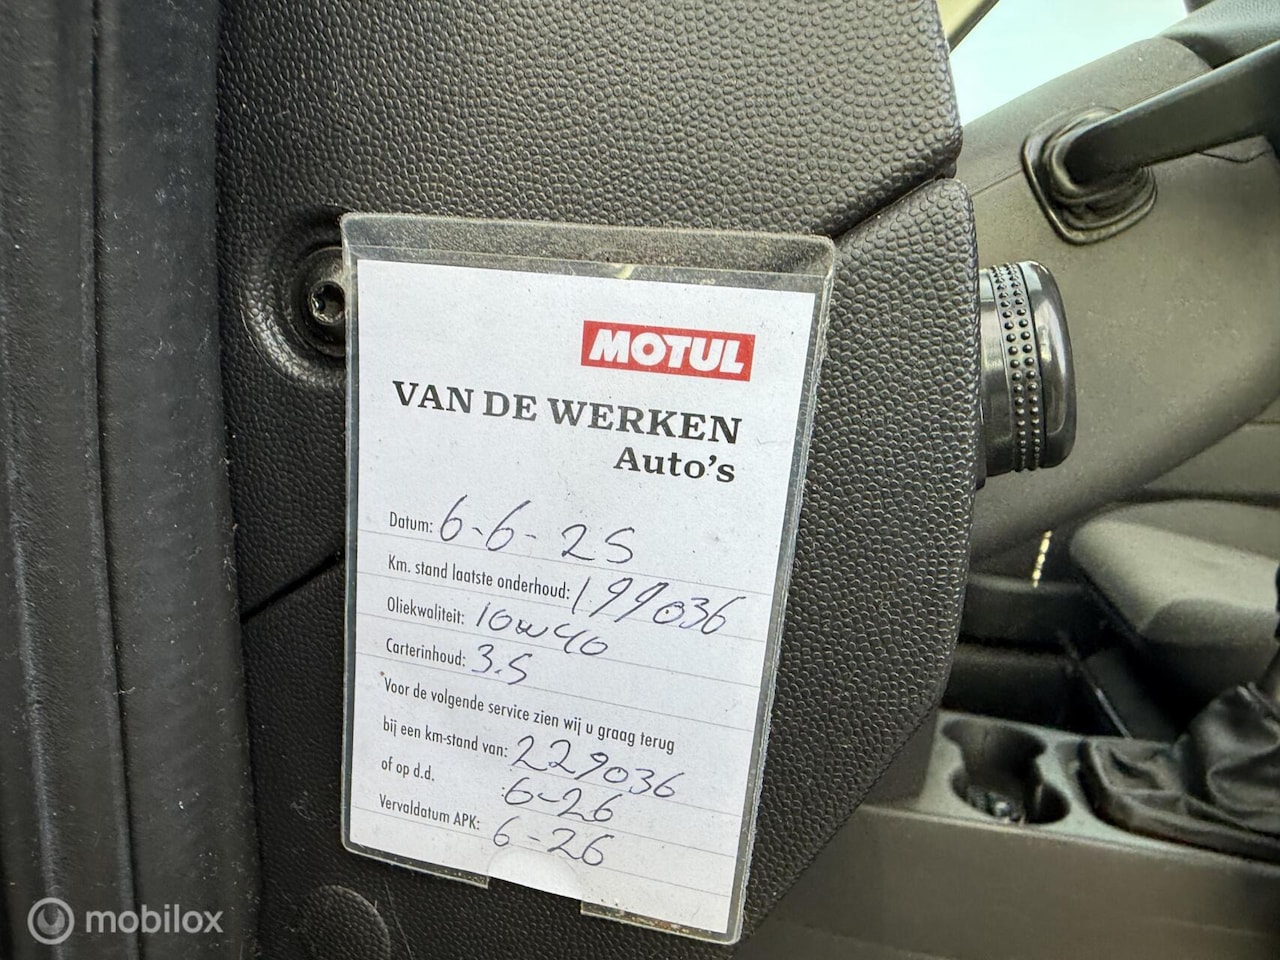 MOTUL
VAN DE WERKEN
Auto's
Datum: 6-6-25
Km. stand laatste onderhoud: 199036
Oliekwaliteit: 10w40
Carterinhoud: 3.5
*Voor de volgende service zien wij u graag terug
bij een km-stand van: 229036
of op d.d. 6-26
Vervaldatum APK: 6-26
mobilox